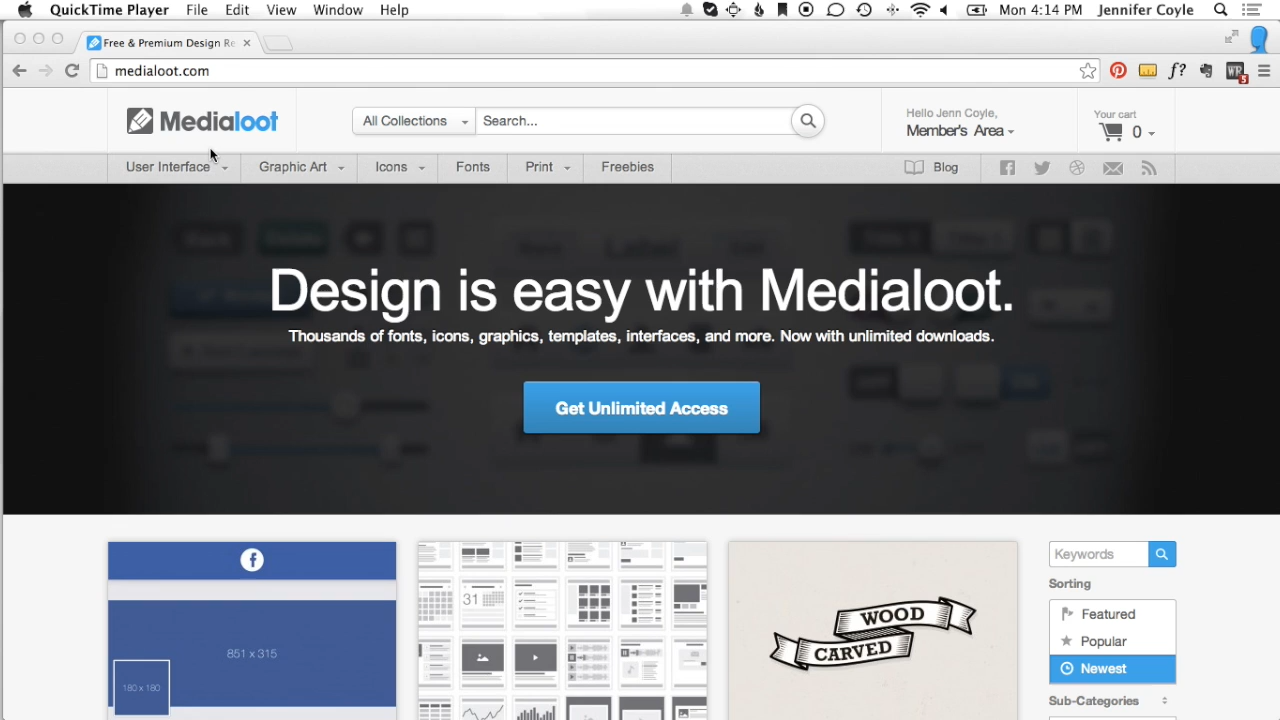 QuickTime Player File Edit View Window Help Mon 4:14 PM Jennifer Coyle
Free & Premium Design Re
medialoot.com
f?
WR
5
Medialoot
All Collections
Search...
Hello Jenn Coyle,
Member's Area
Your cart
0
User Interface Graphic Art Icons Fonts Print Freebies Blog
Design is easy with Medialoot.
Thousands of fonts, icons, graphics, templates, interfaces, and more. Now with unlimited downloads.
Get Unlimited Access
f
851 x 315
180 x 180
31
WOOD
CARVED
Keywords
Sorting
Featured
Popular
Newest
Sub-Categories